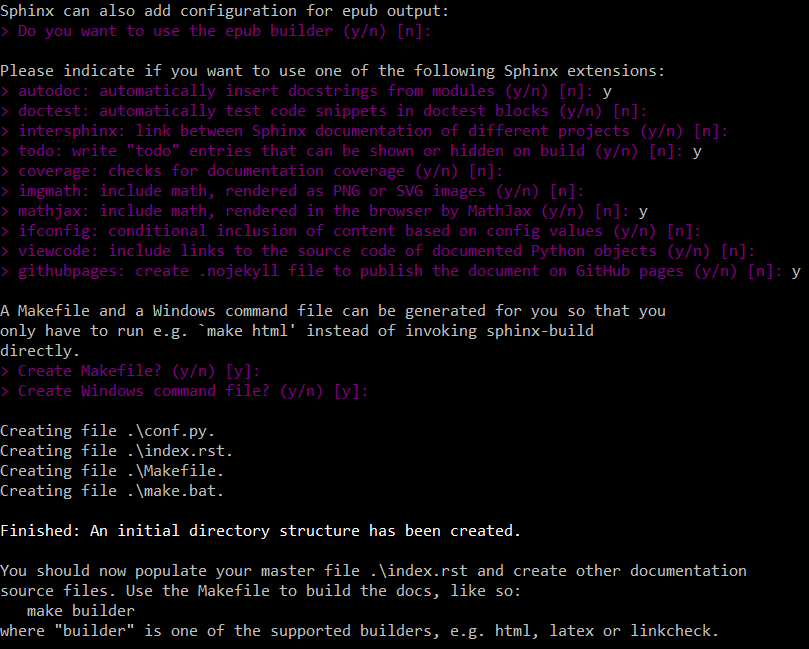 Sphinx can also add configuration for epub output:
> Do you want to use the epub builder (y/n) [n]:
Please indicate if you want to use one of the following Sphinx extensions:
> autodoc: automatically insert docstrings from modules (y/n) [n]: y
> doctest: automatically test code snippets in doctest blocks (y/n) [n]:
> intersphinx: link between Sphinx documentation of different projects (y/n) [n]:
> todo: write "todo" entries that can be shown or hidden on build (y/n) [n]: y
> coverage: checks for documentation coverage (y/n) [n]:
> imgmath: include math, rendered as PNG or SVG images (y/n) [n]:
> mathjax: include math, rendered in the browser by MathJax (y/n) [n]: y
> ifconfig: conditional inclusion of content based on config values (y/n) [n]:
> viewcode: include links to the source code of documented Python objects (y/n) [n]:
> githubpages: create .nojekyll file to publish the document on GitHub pages (y/n) [n]: y
A Makefile and a Windows command file can be generated for you so that you
only have to run e.g. `make html' instead of invoking sphinx-build
directly.
> Create Makefile? (y/n) [y]:
> Create Windows command file? (y/n) [y]:
Creating file .\conf.py.
Creating file .\index.rst.
Creating file .\Makefile.
Creating file .\make.bat.
Finished: An initial directory structure has been created.
You should now populate your master file .\index.rst and create other documentation
source files. Use the Makefile to build the docs, like so:
make builder
where "builder" is one of the supported builders, e.g. html, latex or linkcheck.